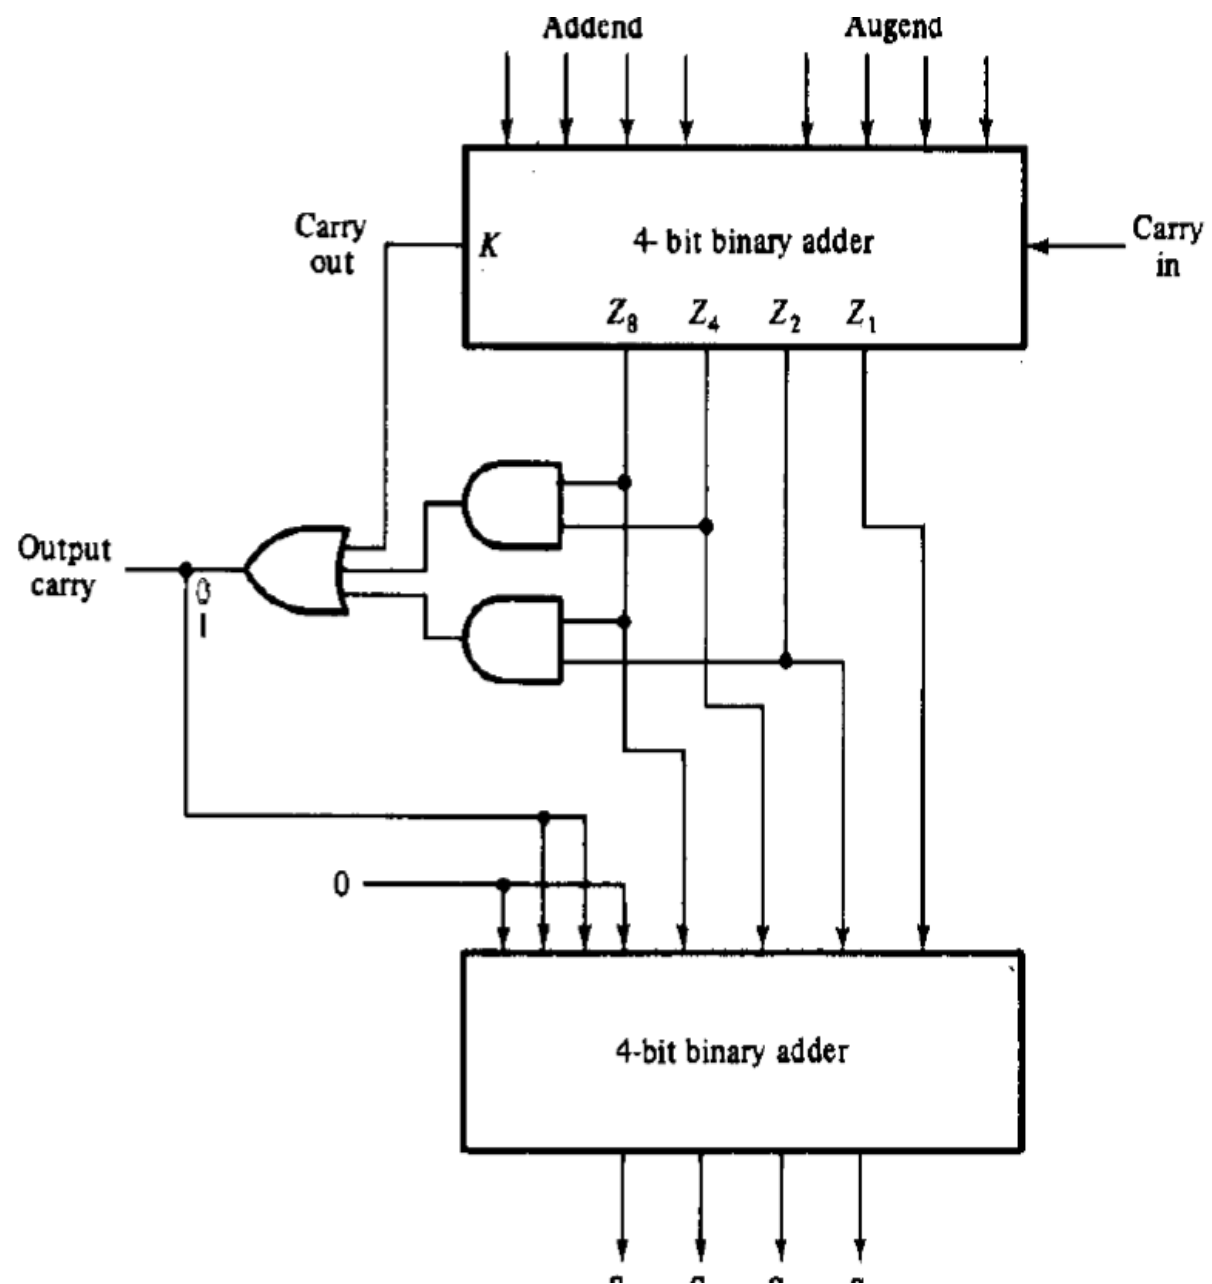 Addend
Augend
Carry
out
K
4- bit binary adder
Carry
in
Z₈ Z₄ Z₂ Z₁
Output
carry
0
1
0
4-bit binary adder